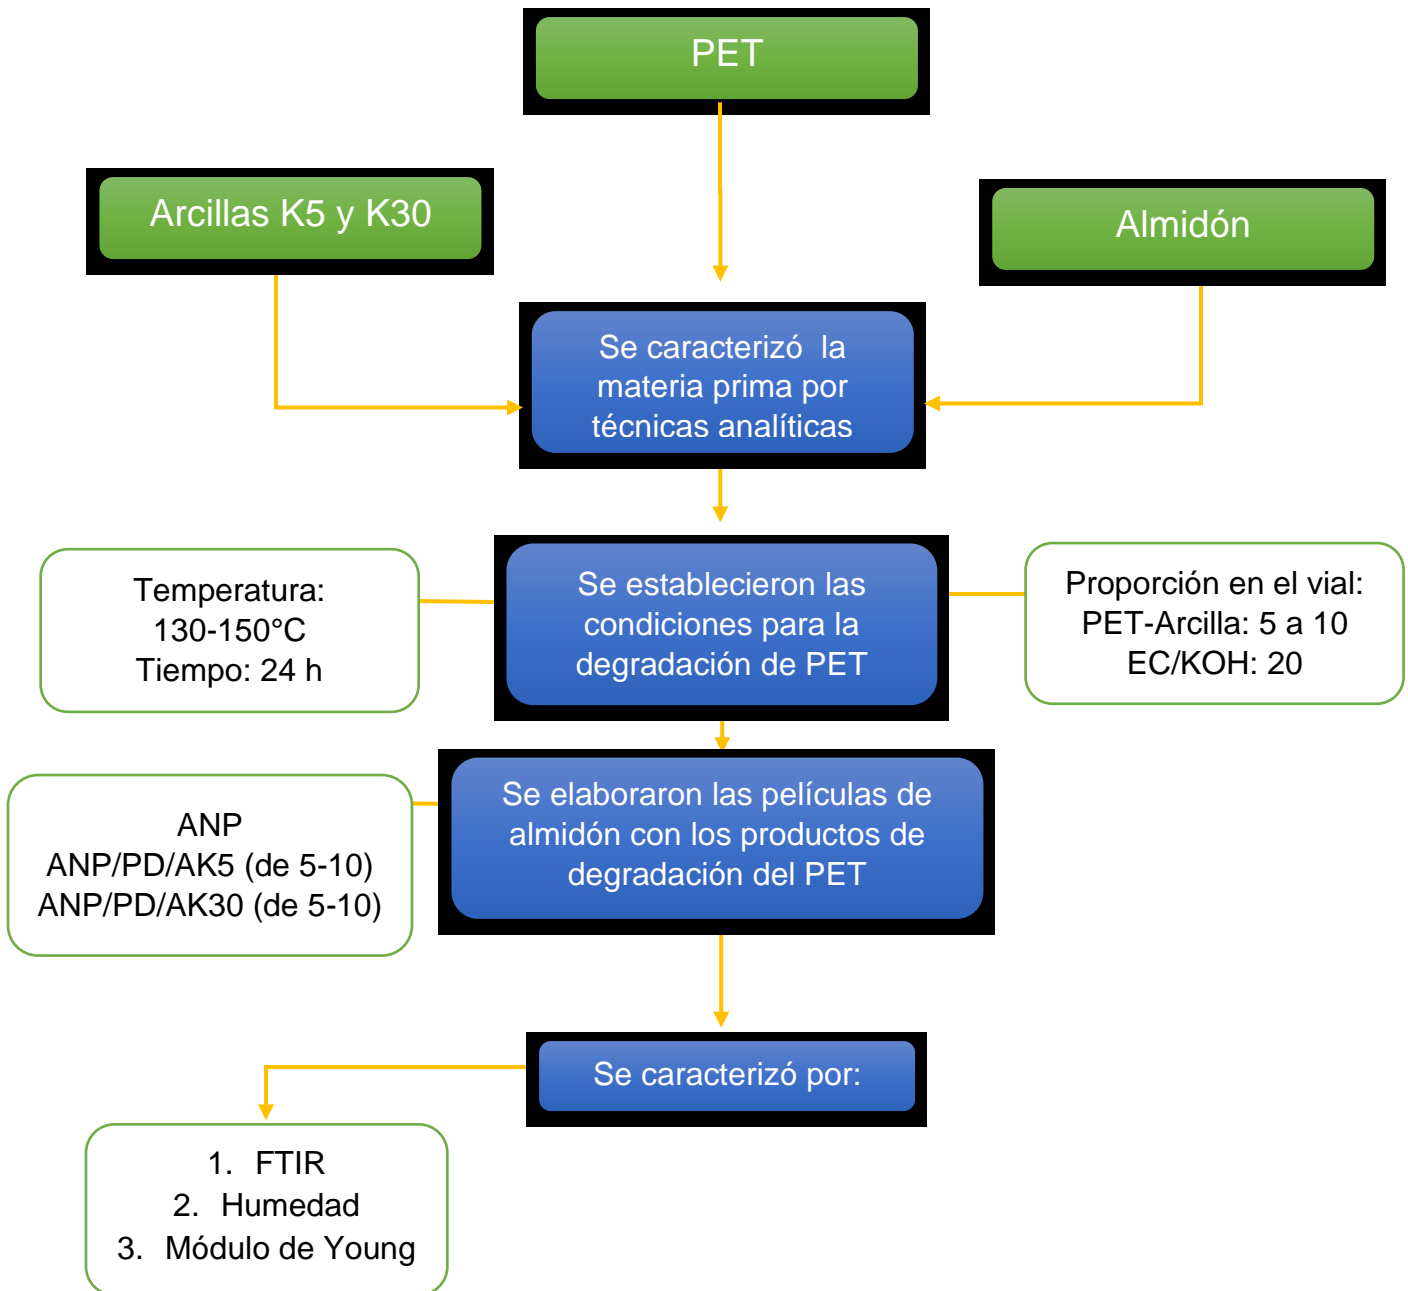 PET
Arcillas K5 y K30
Almidón
Se caracterizó  la
materia prima por
técnicas analíticas
Temperatura:
130-150°C
Tiempo: 24 h
Se establecieron las
condiciones para la
degradación de PET
Proporción en el vial:
PET-Arcilla: 5 a 10
EC/KOH: 20
ANP
ANP/PD/AK5 (de 5-10)
ANP/PD/AK30 (de 5-10)
Se elaboraron las películas de
almidón con los productos de
degradación del PET
Se caracterizó por:
1. FTIR
2. Humedad
3. Módulo de Young